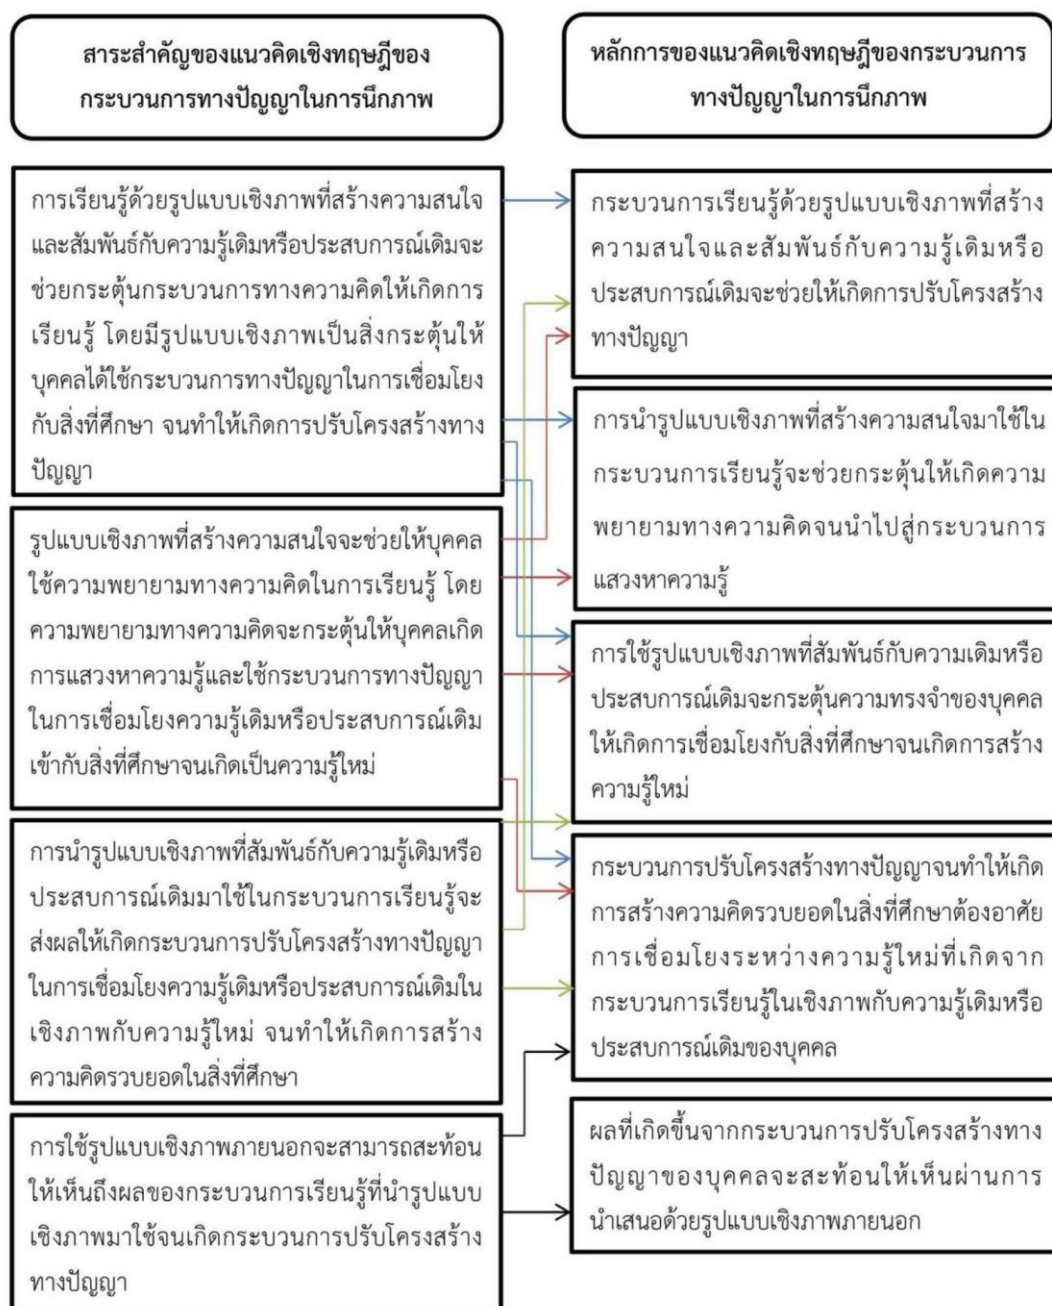 สาระสำคัญของแนวคิดเชิงทฤษฎีของ
กระบวนการทางปัญญาในการนึกภาพ
การเรียนรู้ด้วยรูปแบบเชิงภาพที่สร้างความสนใจ
และสัมพันธ์กับความรู้เดิมหรือประสบการณ์เดิมจะ
ช่วยกระตุ้นกระบวนการทางความคิดให้เกิดการ
เรียนรู้ โดยมีรูปแบบเชิงภาพเป็นสิ่งกระตุ้นให้
บุคคลได้ใช้กระบวนการทางปัญญาในการเชื่อมโยง
กับสิ่งที่ศึกษา จนทำให้เกิดการปรับโครงสร้างทาง
ปัญญา
รูปแบบเชิงภาพที่สร้างความสนใจจะช่วยให้บุคคล
ใช้ความพยายามทางความคิดในการเรียนรู้ โดย
ความพยายามทางความคิดจะกระตุ้นให้บุคคลเกิด
การแสวงหาความรู้และใช้กระบวนการทางปัญญา
ในการเชื่อมโยงความรู้เดิมหรือประสบการณ์เดิม
เข้ากับสิ่งที่ศึกษาจนเกิดเป็นความรู้ใหม่
การนำรูปแบบเชิงภาพที่สัมพันธ์กับความรู้เดิมหรือ
ประสบการณ์เดิมมาใช้ในกระบวนการเรียนรู้จะ
ส่งผลให้เกิดกระบวนการปรับโครงสร้างทางปัญญา
ในการเชื่อมโยงความรู้เดิมหรือประสบการณ์เดิมใน
เชิงภาพกับความรู้ใหม่ จนทำให้เกิดการสร้าง
ความคิดรวบยอดในสิ่งที่ศึกษา
การใช้รูปแบบเชิงภาพภายนอกจะสามารถสะท้อน
ให้เห็นถึงผลของกระบวนการเรียนรู้ที่นำรูปแบบ
เชิงภาพมาใช้จนเกิดกระบวนการปรับโครงสร้าง
ทางปัญญา
หลักการของแนวคิดเชิงทฤษฎีของกระบวนการ
ทางปัญญาในการนึกภาพ
กระบวนการเรียนรู้ด้วยรูปแบบเชิงภาพที่สร้าง
ความสนใจและสัมพันธ์กับความรู้เดิมหรือ
ประสบการณ์เดิมจะช่วยให้เกิดการปรับโครงสร้าง
ทางปัญญา
การนำรูปแบบเชิงภาพที่สร้างความสนใจมาใช้ใน
กระบวนการเรียนรู้จะช่วยกระตุ้นให้เกิดความ
พยายามทางความคิดจนนำไปสู่กระบวนการ
แสวงหาความรู้
การใช้รูปแบบเชิงภาพที่สัมพันธ์กับความเดิมหรือ
ประสบการณ์เดิมจะกระตุ้นความทรงจำของบุคคล
ให้เกิดการเชื่อมโยงกับสิ่งที่ศึกษาจนเกิดการสร้าง
ความรู้ใหม่
กระบวนการปรับโครงสร้างทางปัญญาจนทำให้เกิด
การสร้างความคิดรวบยอดในสิ่งที่ศึกษาต้องอาศัย
การเชื่อมโยงระหว่างความรู้ใหม่ที่เกิดจาก
กระบวนการเรียนรู้ในเชิงภาพกับความรู้เดิมหรือ
ประสบการณ์เดิมของบุคคล
ผลที่เกิดขึ้นจากกระบวนการปรับโครงสร้างทาง
ปัญญาของบุคคลจะสะท้อนให้เห็นผ่านการ
นำเสนอด้วยรูปแบบเชิงภาพภายนอก